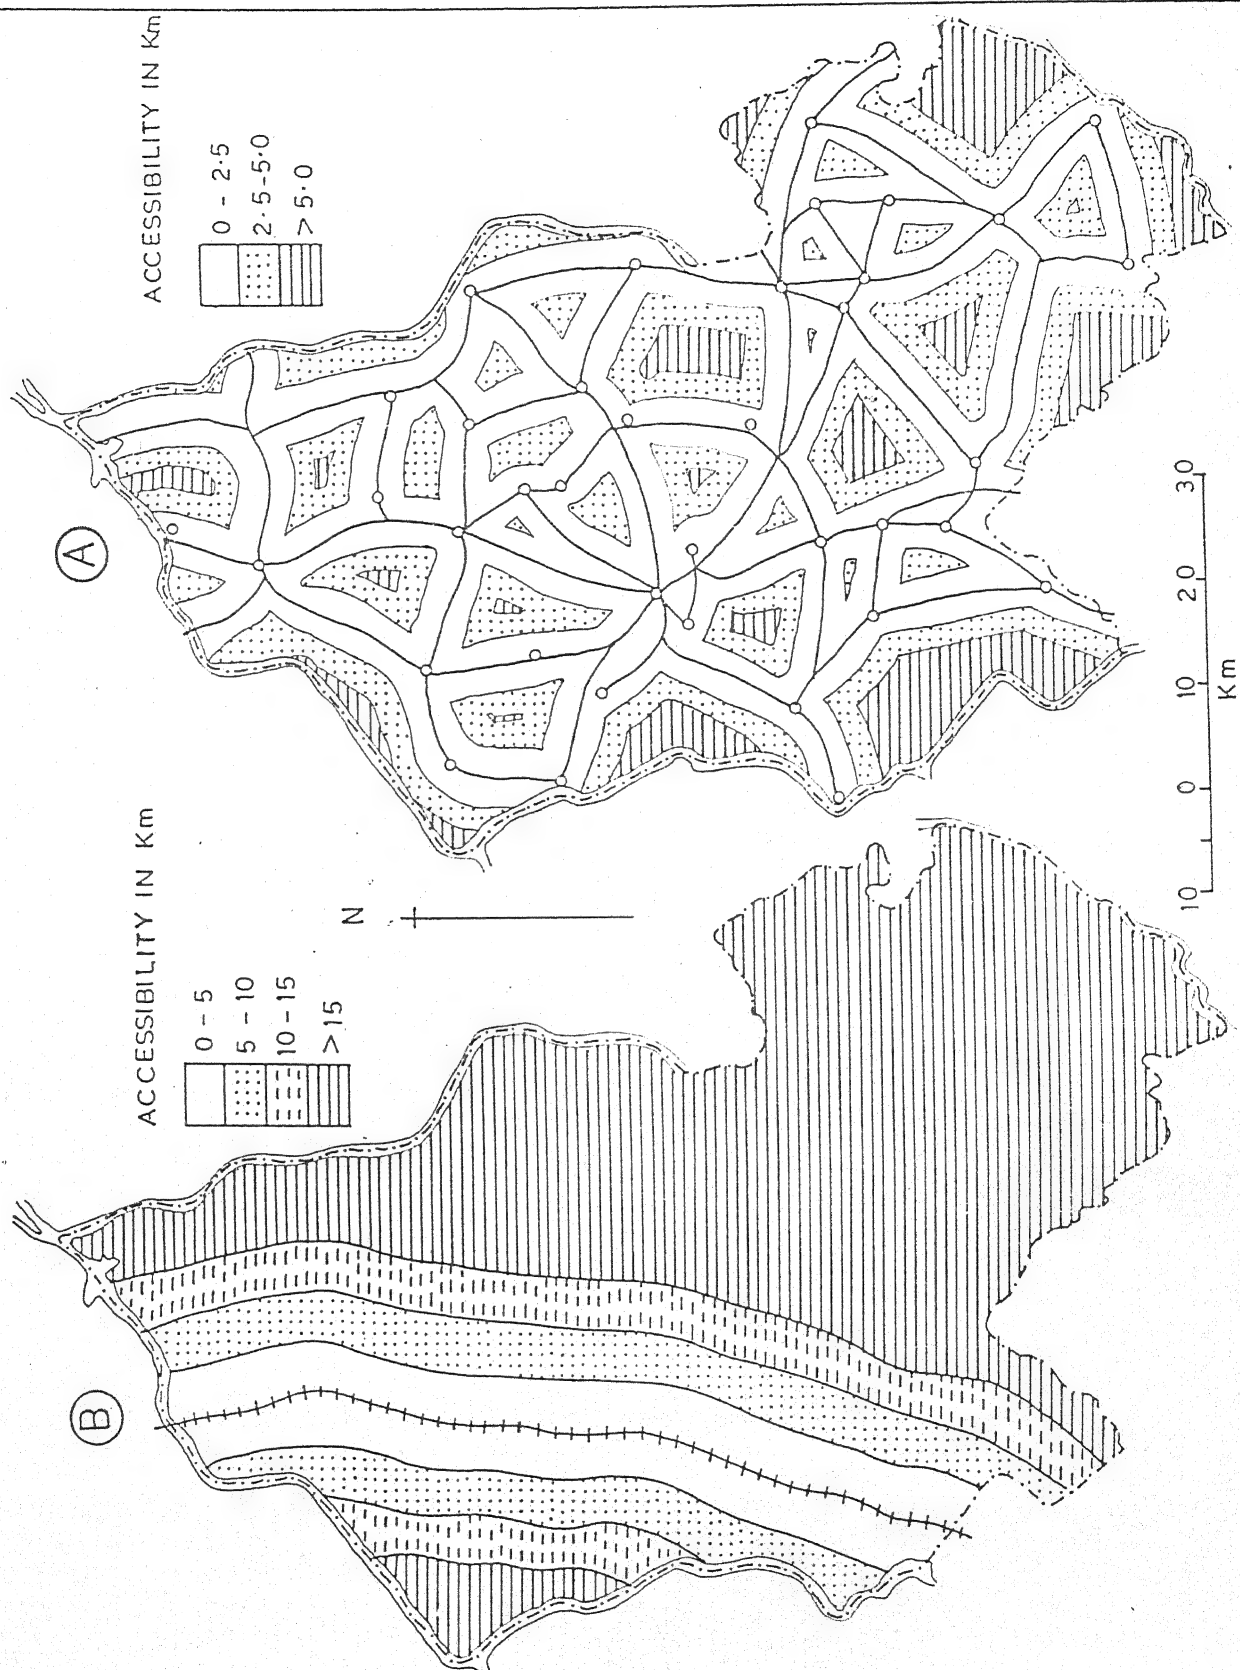 ACCESSIBILITY IN Km
0 - 2·5
2·5-5·0
>5·0
A
ACCESSIBILITY IN Km
0 - 5
5 - 10
10 - 15
>15
B
N
10 0 10 20 30
Km